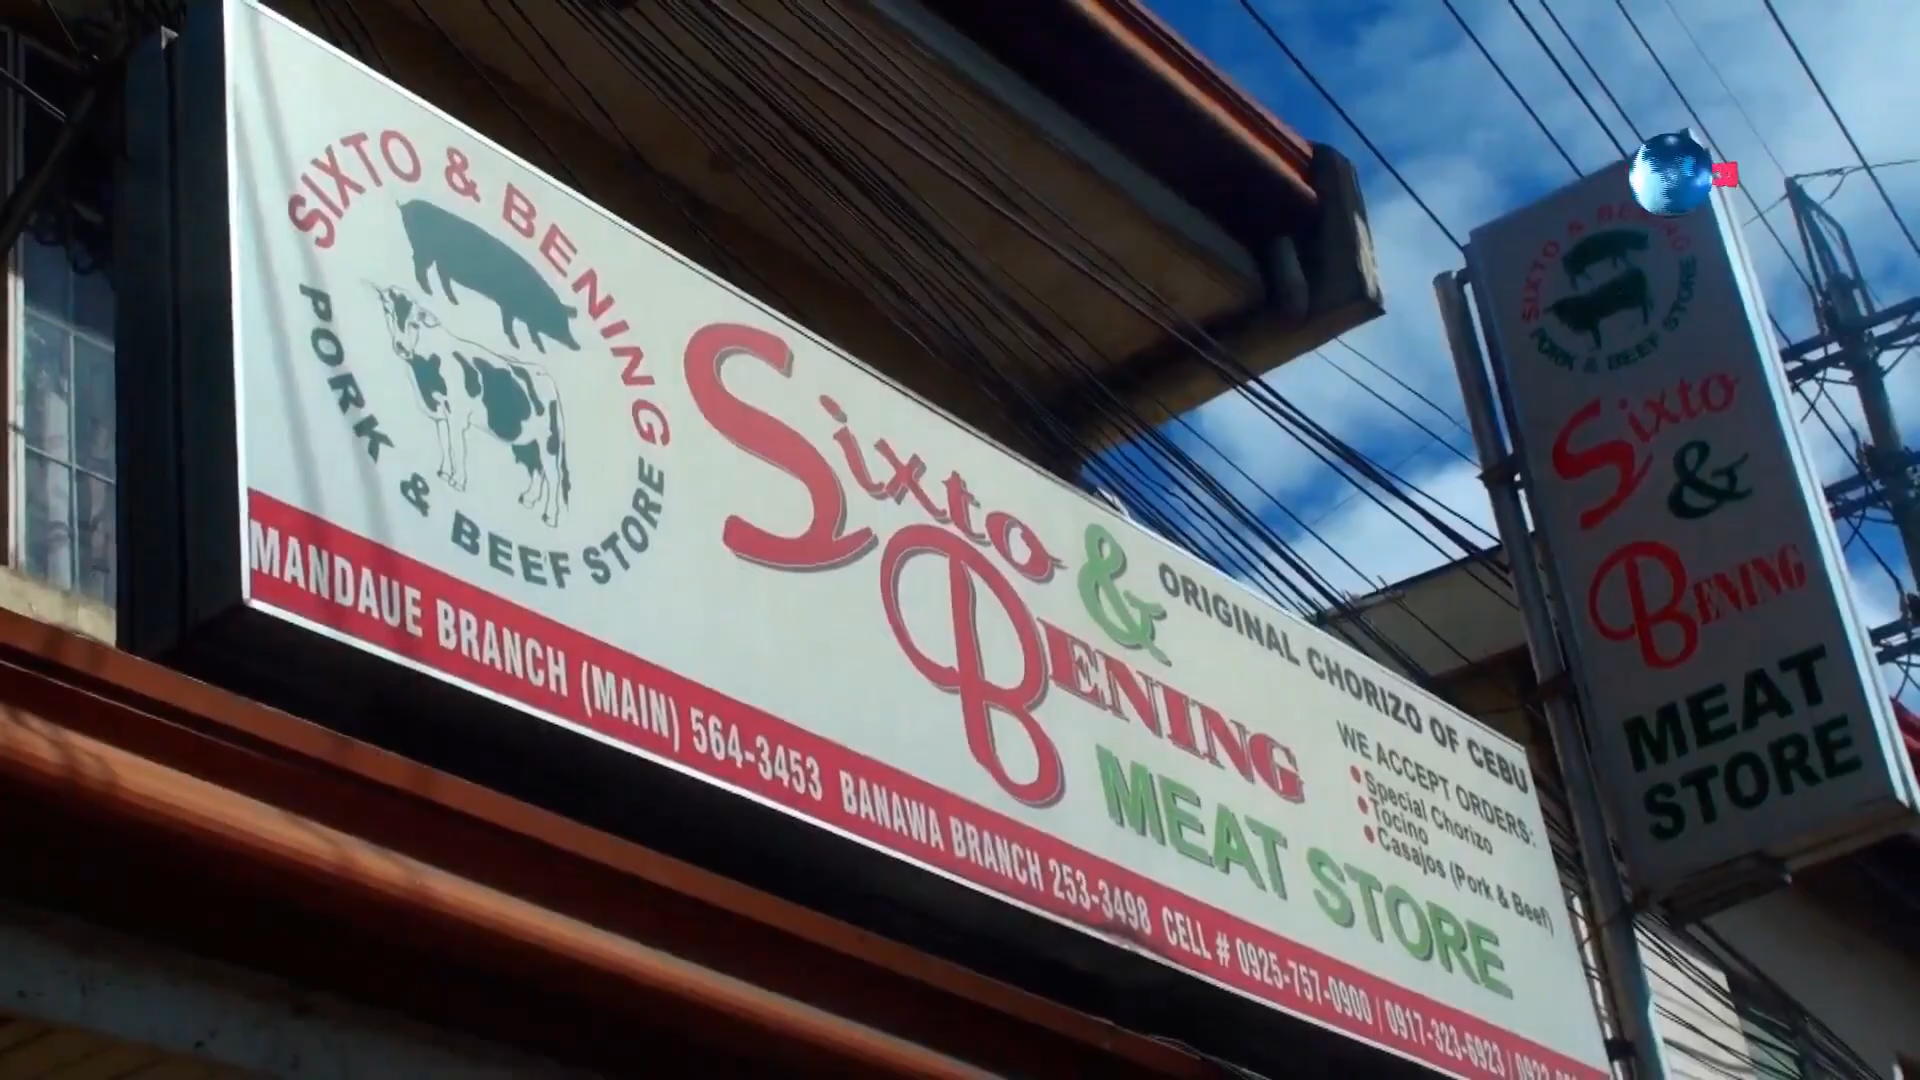 SIXTO & BENING
PORK & BEEF STORE
Sixto &
BENING
MEAT STORE
ORIGINAL CHORIZO OF CEBU
WE ACCEPT ORDERS:
•Special Chorizo
•Tocino
•Casajos (Pork & Beef)
MANDAUE BRANCH (MAIN) 564-3453 BANAWA BRANCH 253-3498 CELL # 0925-757-0900 | 0917-323-6923 |
SIXTO & BENING
PORK & BEEF STORE
Sixto
&
BENING
MEAT
STORE